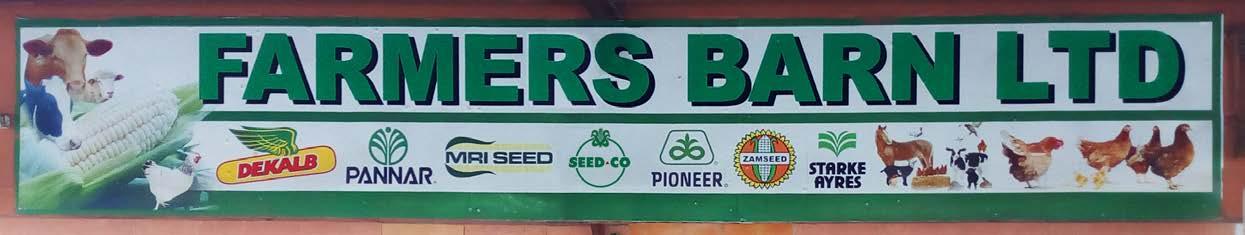 FARMERS BARN LTD
DEKALB
PANNAR
MRI SEED
SEED·CO
PIONEER
ZAMSEED
STARKE
AYRES